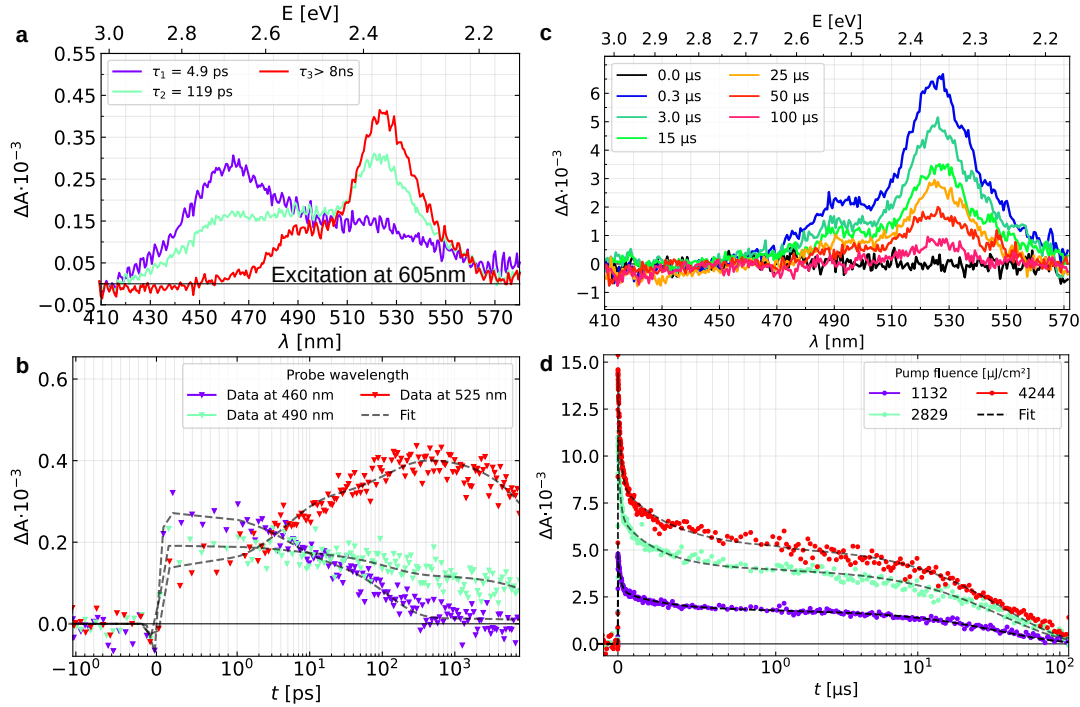 a
E [eV]
3.0 2.8 2.6 2.4 2.2
0.55
0.45
0.35
0.25
0.15
0.05
−0.05
ΔA·10⁻³
τ₁ = 4.9 ps
τ₂ = 119 ps
τ₃> 8ns
Excitation at 605nm
410 430 450 470 490 510 530 550 570
λ [nm]
c
E [eV]
3.0 2.9 2.8 2.7 2.6 2.5 2.4 2.3 2.2
6
5
4
3
2
1
0
−1
ΔA·10⁻³
0.0 µs
0.3 µs
3.0 µs
15 µs
25 µs
50 µs
100 µs
410 430 450 470 490 510 530 550 570
λ [nm]
b
0.6
0.4
0.2
0.0
ΔA·10⁻³
Probe wavelength
Data at 460 nm
Data at 490 nm
Data at 525 nm
Fit
−10⁰ 0 10⁰ 10¹ 10² 10³
t [ps]
d
15.0
12.5
10.0
7.5
5.0
2.5
0.0
ΔA·10⁻³
Pump fluence [µJ/cm²]
1132
2829
4244
Fit
0 10⁰ 10¹ 10²
t [µs]